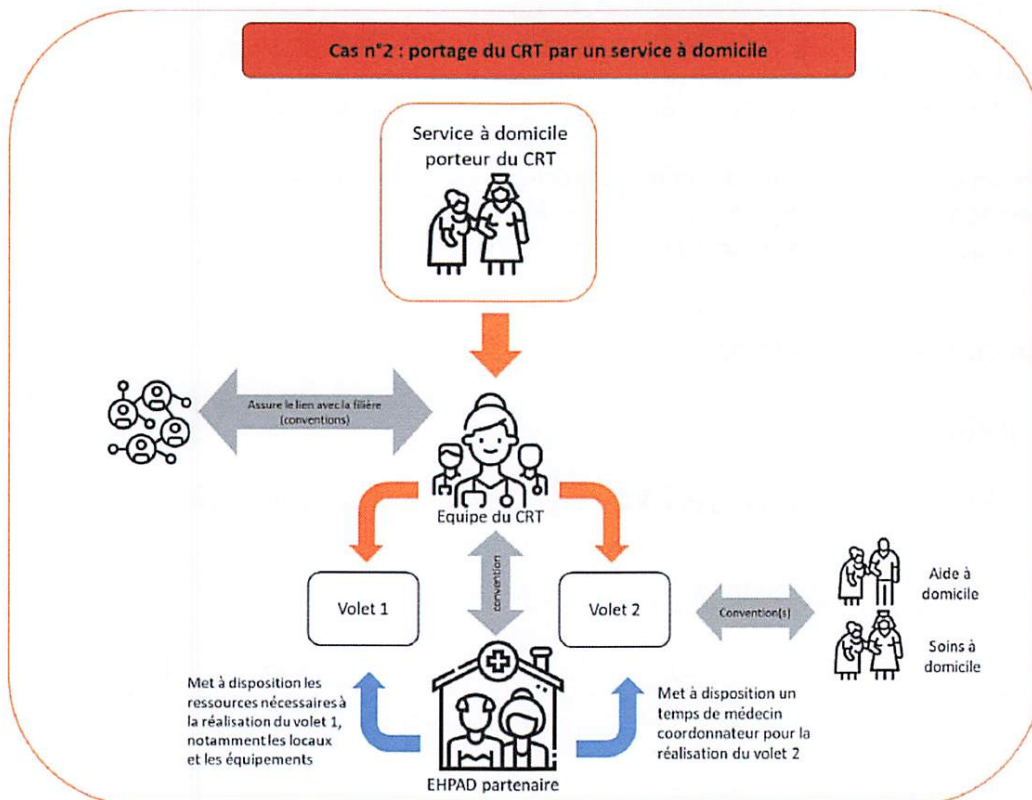 Cas n°2 : portage du CRT par un service à domicile
Service à domicile
porteur du CRT
Assure le lien avec la filière
(conventions)
Equipe du CRT
Volet 1
convention
Volet 2
Convention(s)
Aide à
domicile
Soins à
domicile
Met à disposition les
ressources nécessaires à
la réalisation du volet 1,
notamment les locaux
et les équipements
Met à disposition un
temps de médecin
coordonnateur pour la
réalisation du volet 2
EHPAD partenaire